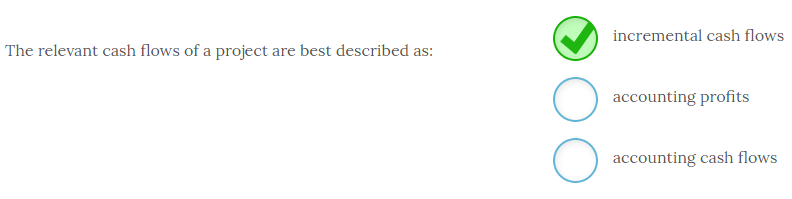 The relevant cash flows of a project are best described as:
incremental cash flows
accounting profits
accounting cash flows